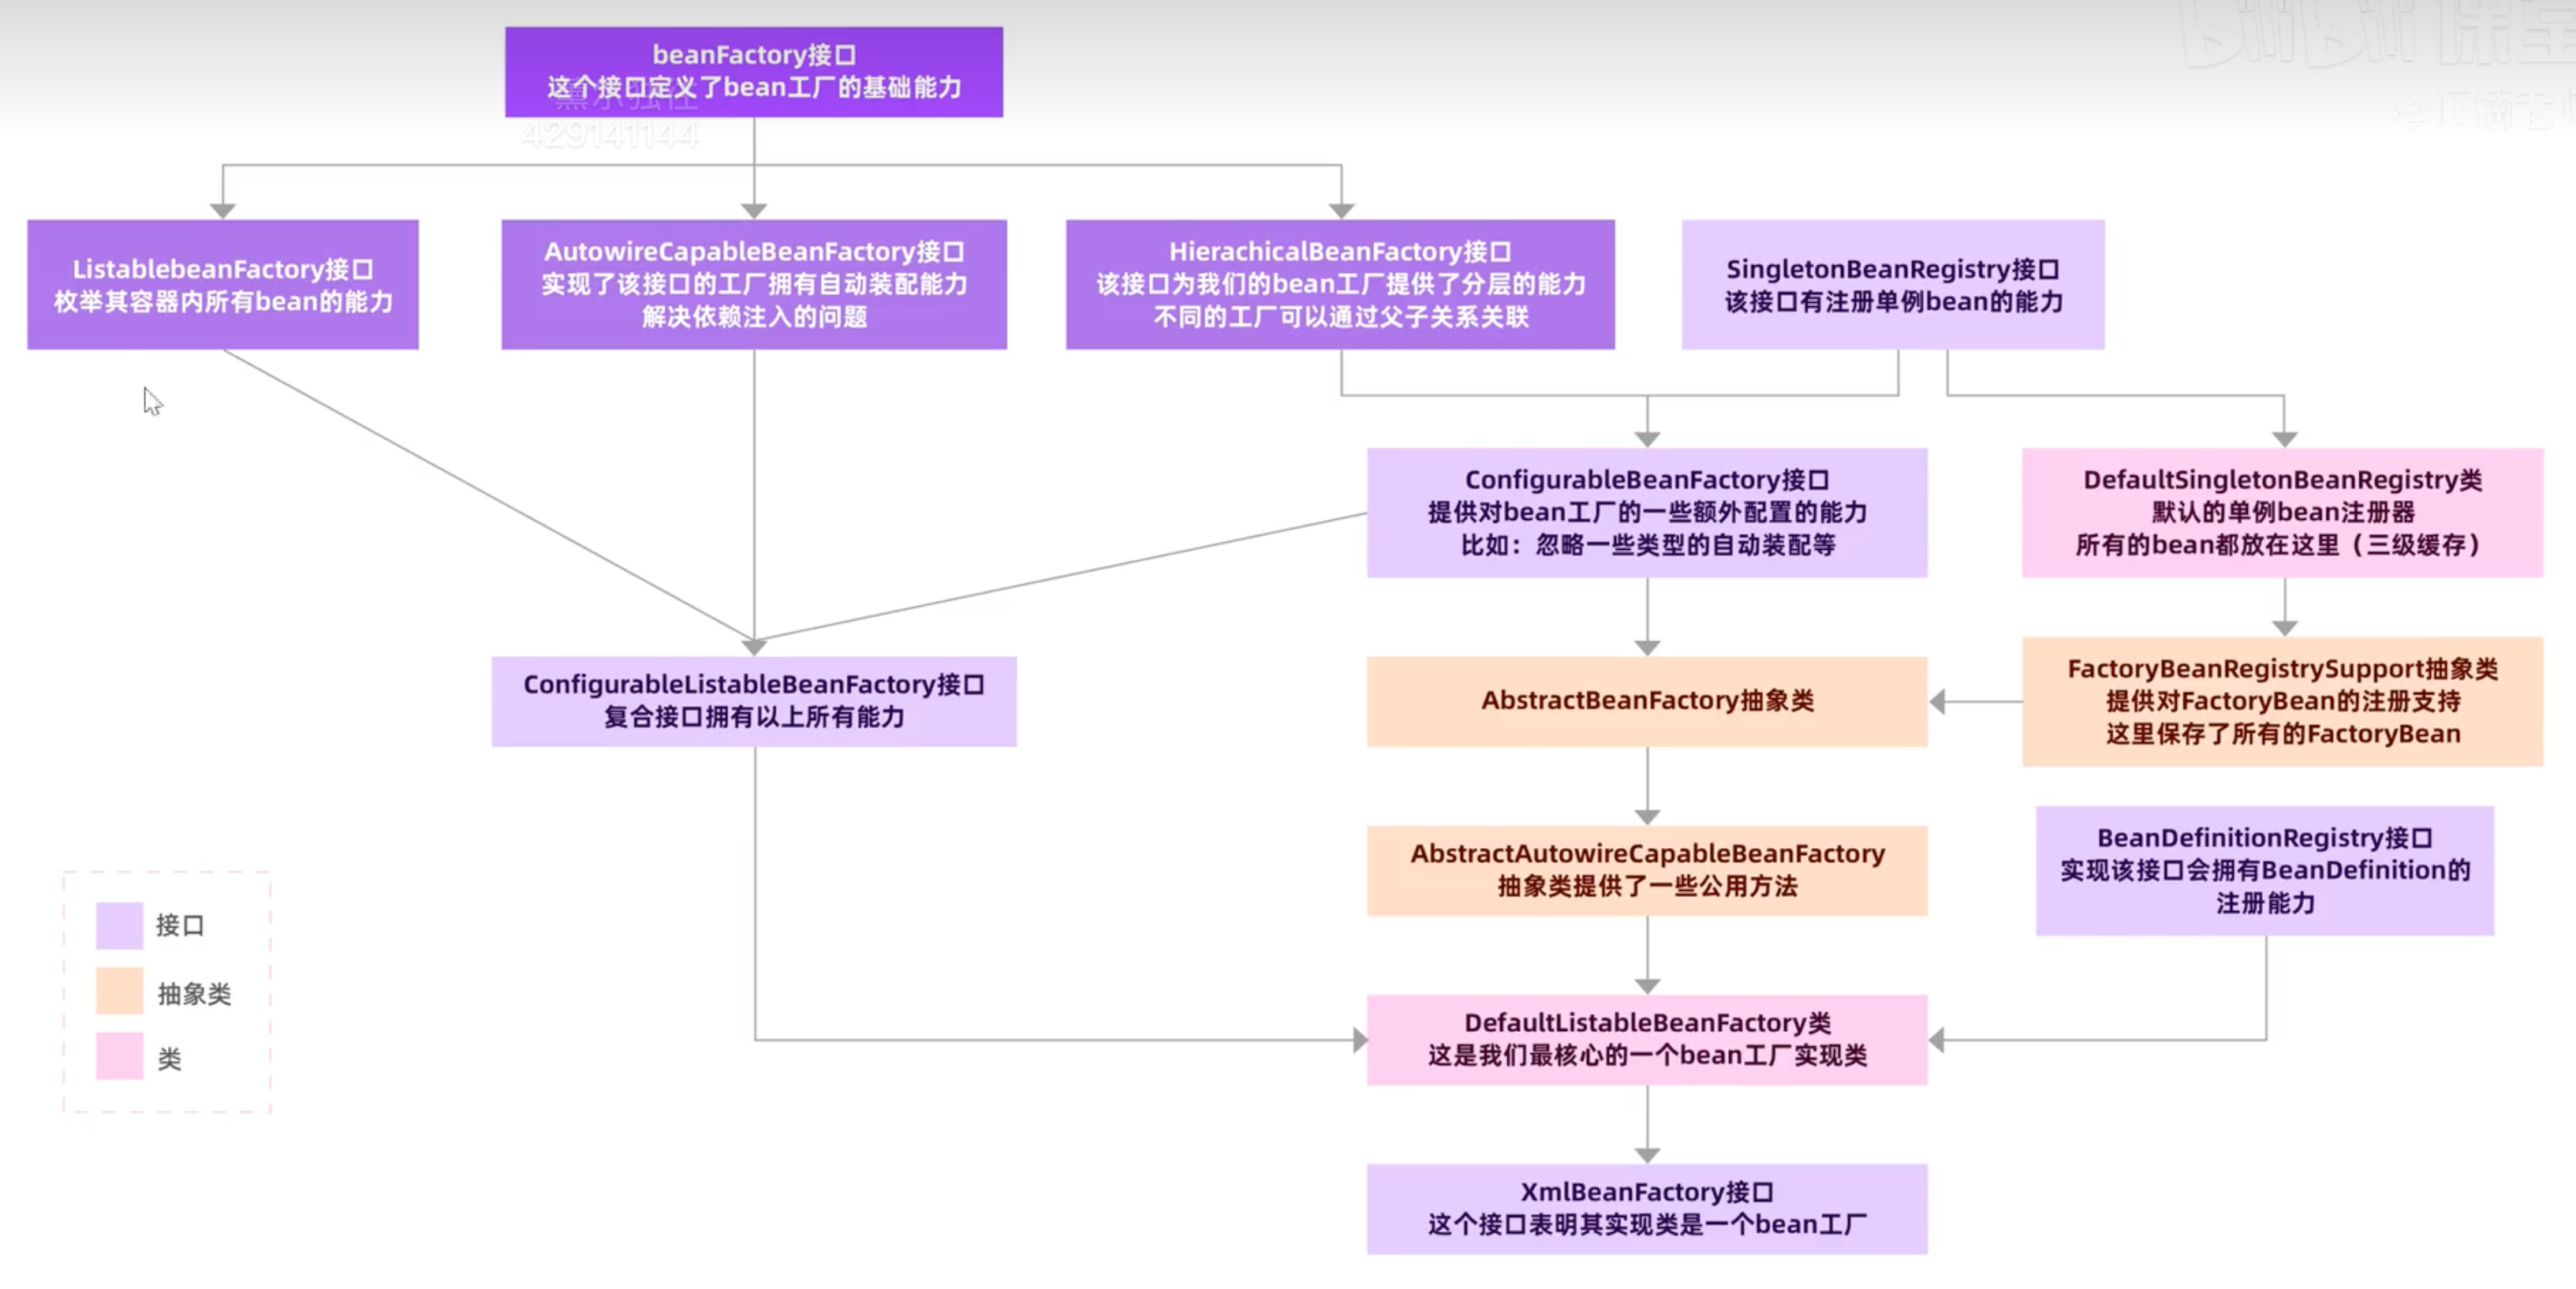 beanFactory接口
这个接口定义了bean工厂的基础能力
429141144
bilibili 课堂
ListablebeanFactory接口
枚举其容器内所有bean的能力
AutowireCapableBeanFactory接口
实现了该接口的工厂拥有自动装配能力
解决依赖注入的问题
HierachicalBeanFactory接口
该接口为我们的bean工厂提供了分层的能力
不同的工厂可以通过父子关系关联
SingletonBeanRegistry接口
该接口有注册单例bean的能力
ConfigurableBeanFactory接口
提供对bean工厂的一些额外配置的能力
比如：忽略一些类型的自动装配等
DefaultSingletonBeanRegistry类
默认的单例bean注册器
所有的bean都放在这里（三级缓存）
ConfigurableListableBeanFactory接口
复合接口拥有以上所有能力
AbstractBeanFactory抽象类
FactoryBeanRegistrySupport抽象类
提供对FactoryBean的注册支持
这里保存了所有的FactoryBean
AbstractAutowireCapableBeanFactory
抽象类提供了一些公用方法
BeanDefinitionRegistry接口
实现该接口会拥有BeanDefinition的
注册能力
接口
抽象类
类
DefaultListableBeanFactory类
这是我们最核心的一个bean工厂实现类
XmlBeanFactory接口
这个接口表明其实现类是一个bean工厂